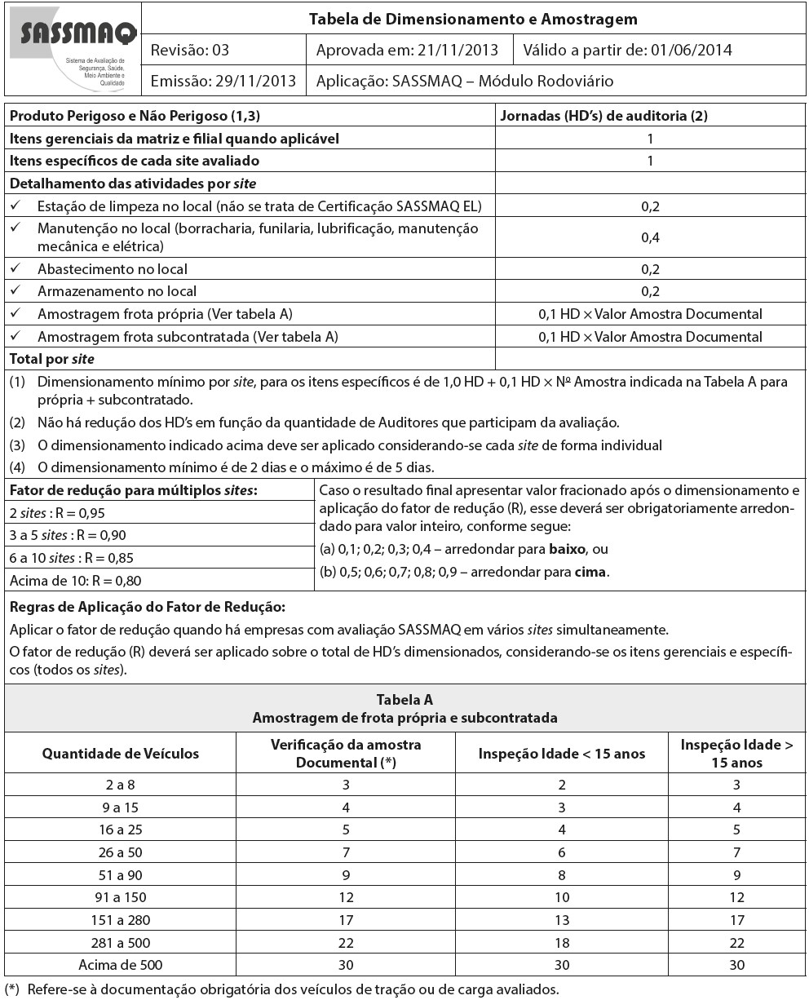 SASSMAQ
Sistema de Avaliação de
Segurança, Saúde,
Meio Ambiente e
Qualidade
Tabela de Dimensionamento e Amostragem
Revisão: 03
Aprovada em: 21/11/2013
Válido a partir de: 01/06/2014
Emissão: 29/11/2013
Aplicação: SASSMAQ – Módulo Rodoviário
Produto Perigoso e Não Perigoso (1,3) Jornadas (HD's) de auditoria (2)
Itens gerenciais da matriz e filial quando aplicável 1
Itens específicos de cada site avaliado 1
Detalhamento das atividades por site
✓ Estação de limpeza no local (não se trata de Certificação SASSMAQ EL) 0,2
✓ Manutenção no local (borracharia, funilaria, lubrificação, manutenção
mecânica e elétrica) 0,4
✓ Abastecimento no local 0,2
✓ Armazenamento no local 0,2
✓ Amostragem frota própria (Ver tabela A) 0,1 HD × Valor Amostra Documental
✓ Amostragem frota subcontratada (Ver tabela A) 0,1 HD × Valor Amostra Documental
Total por site
(1) Dimensionamento mínimo por site, para os itens específicos é de 1,0 HD + 0,1 HD × Nº Amostra indicada na Tabela A para
própria + subcontratado.
(2) Não há redução dos HD's em função da quantidade de Auditores que participam da avaliação.
(3) O dimensionamento indicado acima deve ser aplicado considerando-se cada site de forma individual
(4) O dimensionamento mínimo é de 2 dias e o máximo é de 5 dias.
Fator de redução para múltiplos sites:
2 sites : R = 0,95
3 a 5 sites : R = 0,90
6 a 10 sites : R = 0,85
Acima de 10: R = 0,80
Caso o resultado final apresentar valor fracionado após o dimensionamento e
aplicação do fator de redução (R), esse deverá ser obrigatoriamente arredon-
dado para valor inteiro, conforme segue:
(a) 0,1; 0,2; 0,3; 0,4 – arredondar para baixo, ou
(b) 0,5; 0,6; 0,7; 0,8; 0,9 – arredondar para cima.
Regras de Aplicação do Fator de Redução:
Aplicar o fator de redução quando há empresas com avaliação SASSMAQ em vários sites simultaneamente.
O fator de redução (R) deverá ser aplicado sobre o total de HD's dimensionados, considerando-se os itens gerenciais e específi-
cos (todos os sites).
Tabela A
Amostragem de frota própria e subcontratada
Quantidade de Veículos
Verificação da amostra
Documental (*)
Inspeção Idade < 15 anos
Inspeção Idade >
15 anos
2 a 8 3 2 3
9 a 15 4 3 4
16 a 25 5 4 5
26 a 50 7 6 7
51 a 90 9 8 9
91 a 150 12 10 12
151 a 280 17 13 17
281 a 500 22 18 22
Acima de 500 30 30 30
(*) Refere-se à documentação obrigatória dos veículos de tração ou de carga avaliados.